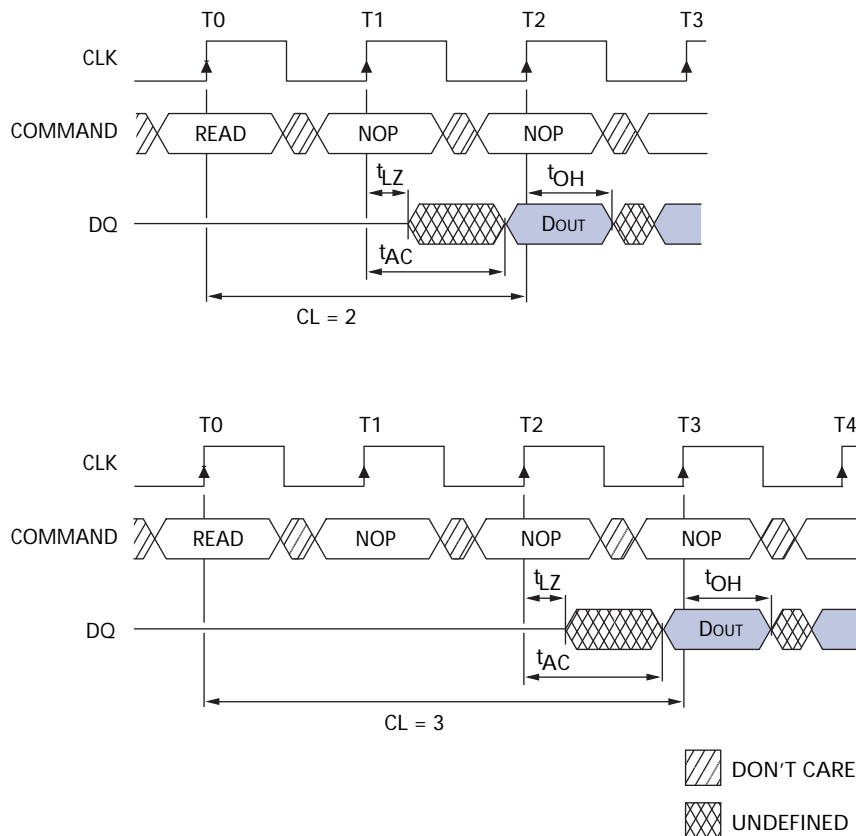 T0 T1 T2 T3
CLK
COMMAND READ NOP NOP
tLZ tOH
DQ DOUT
tAC
CL = 2
T0 T1 T2 T3 T4
CLK
COMMAND READ NOP NOP NOP
tLZ tOH
DQ DOUT
tAC
CL = 3
DON'T CARE
UNDEFINED